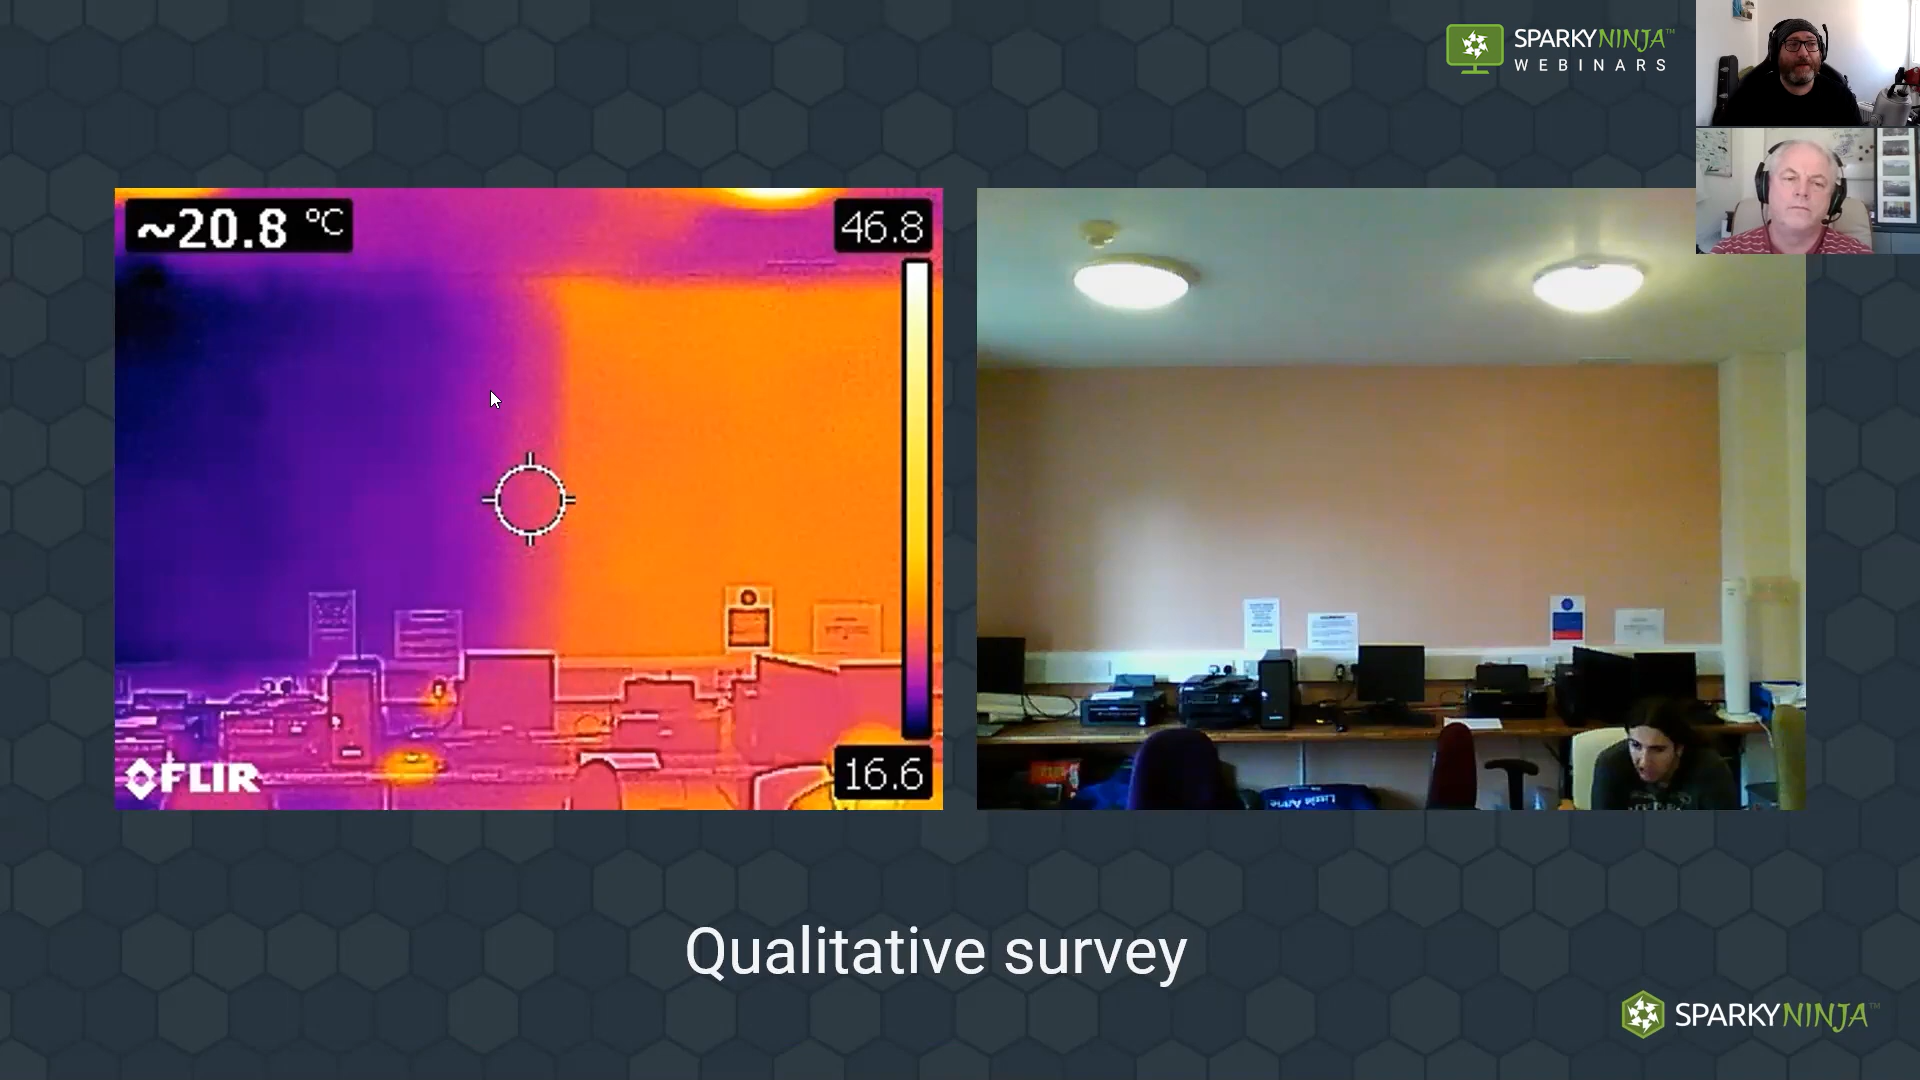 SPARKYNINJA™
WEBINARS
~20.8 °C
46.8
FLIR
16.6
Qualitative survey
SPARKYNINJA™